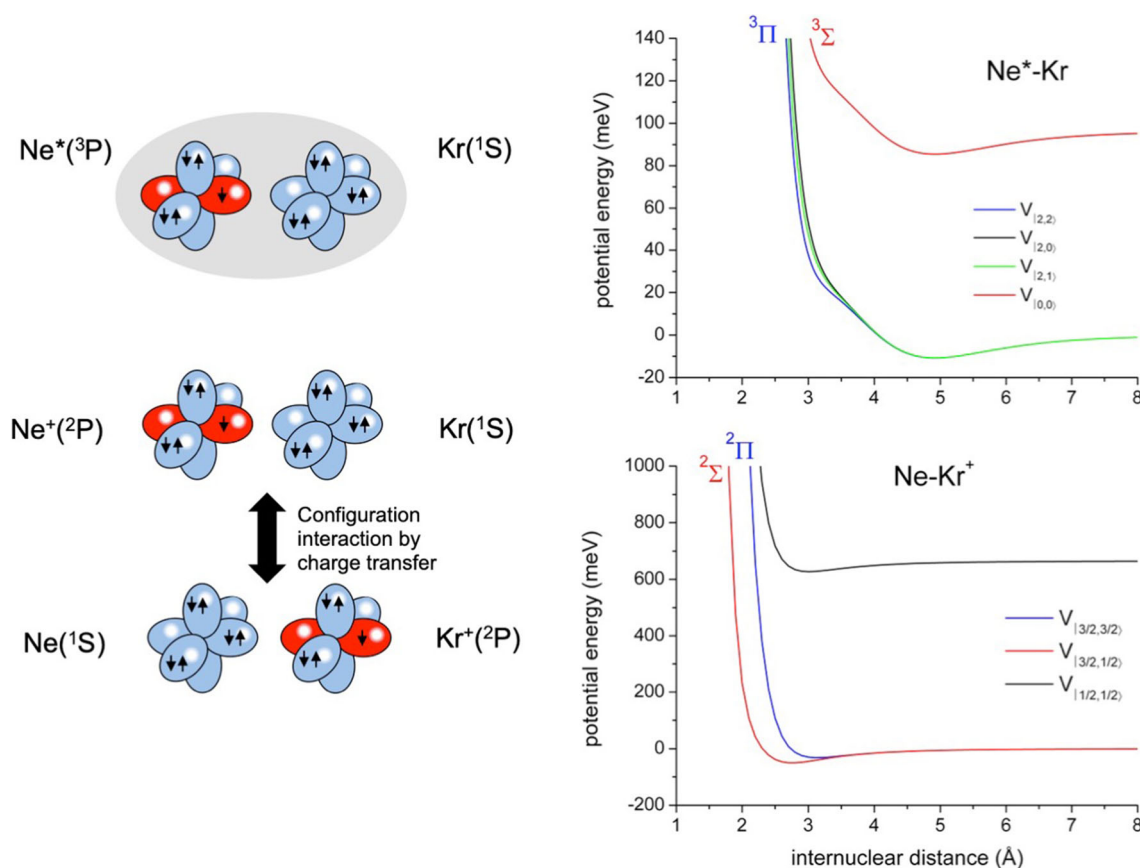 Ne*(³P)
Kr(¹S)
Ne⁺(²P)
Kr(¹S)
Configuration
interaction by
charge transfer
Ne(¹S)
Kr⁺(²P)
³Π
³Σ
Ne*-Kr
potential energy (meV)
140
120
100
80
60
40
20
0
-20
V|2,2⟩
V|2,0⟩
V|2,1⟩
V|0,0⟩
1 2 3 4 5 6 7 8
²Σ
²Π
Ne-Kr⁺
potential energy (meV)
1000
800
600
400
200
0
-200
V|3/2,3/2⟩
V|3/2,1/2⟩
V|1/2,1/2⟩
1 2 3 4 5 6 7 8
internuclear distance (Å)